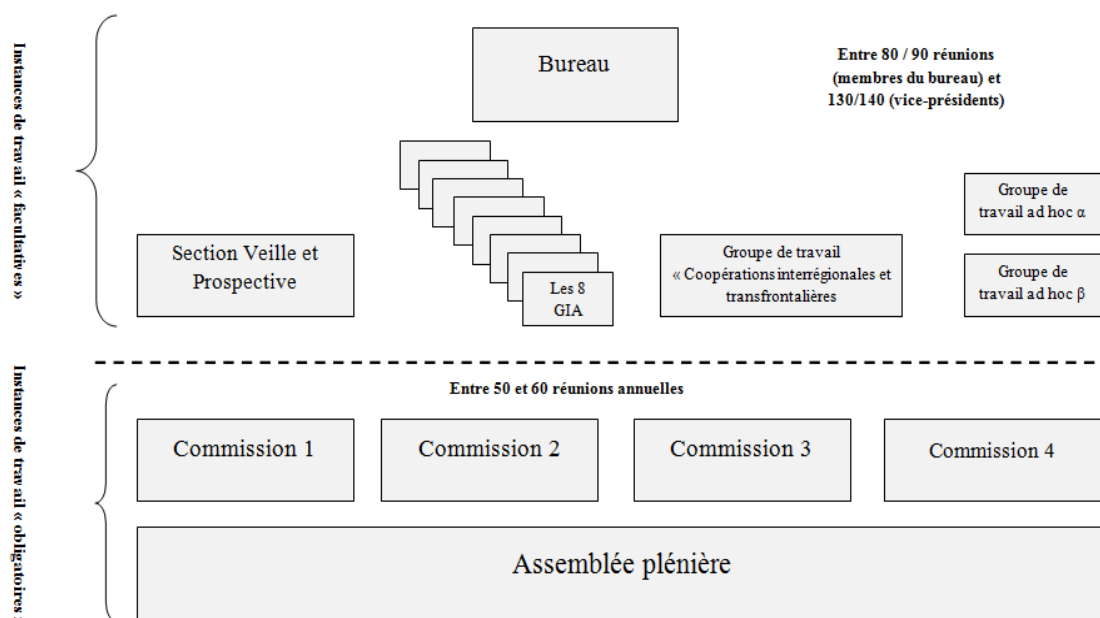 Instances de travail « facultatives »
Bureau
Entre 80 / 90 réunions
(membres du bureau) et
130/140 (vice-présidents)
Groupe de
travail ad hoc α
Section Veille et
Prospective
Les 8
GIA
Groupe de travail
« Coopérations interrégionales et
transfrontalières
Groupe de
travail ad hoc β
Instances de travail « obligatoires »
Entre 50 et 60 réunions annuelles
Commission 1
Commission 2
Commission 3
Commission 4
Assemblée plénière